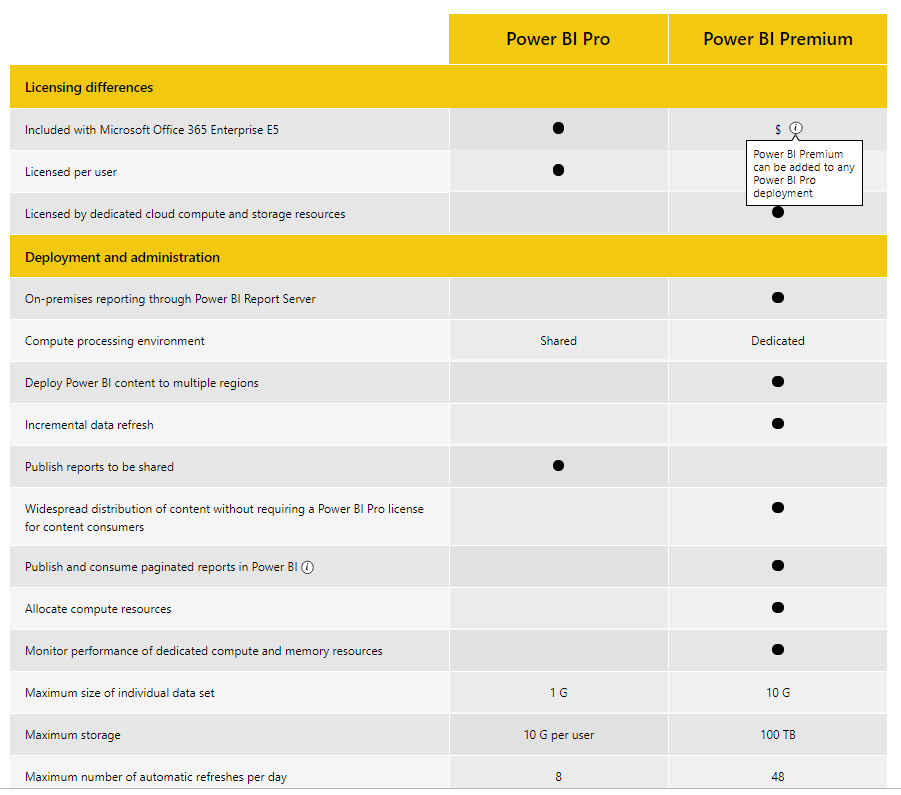 Power BI Pro Power BI Premium
Licensing differences
Included with Microsoft Office 365 Enterprise E5 ● $ ⓘ
Power BI Premium
can be added to any
Power BI Pro
deployment
Licensed per user ●
Licensed by dedicated cloud compute and storage resources ●
Deployment and administration
On-premises reporting through Power BI Report Server ●
Compute processing environment Shared Dedicated
Deploy Power BI content to multiple regions ●
Incremental data refresh ●
Publish reports to be shared ●
Widespread distribution of content without requiring a Power BI Pro license
for content consumers ●
Publish and consume paginated reports in Power BI ⓘ ●
Allocate compute resources ●
Monitor performance of dedicated compute and memory resources ●
Maximum size of individual data set 1 G 10 G
Maximum storage 10 G per user 100 TB
Maximum number of automatic refreshes per day 8 48